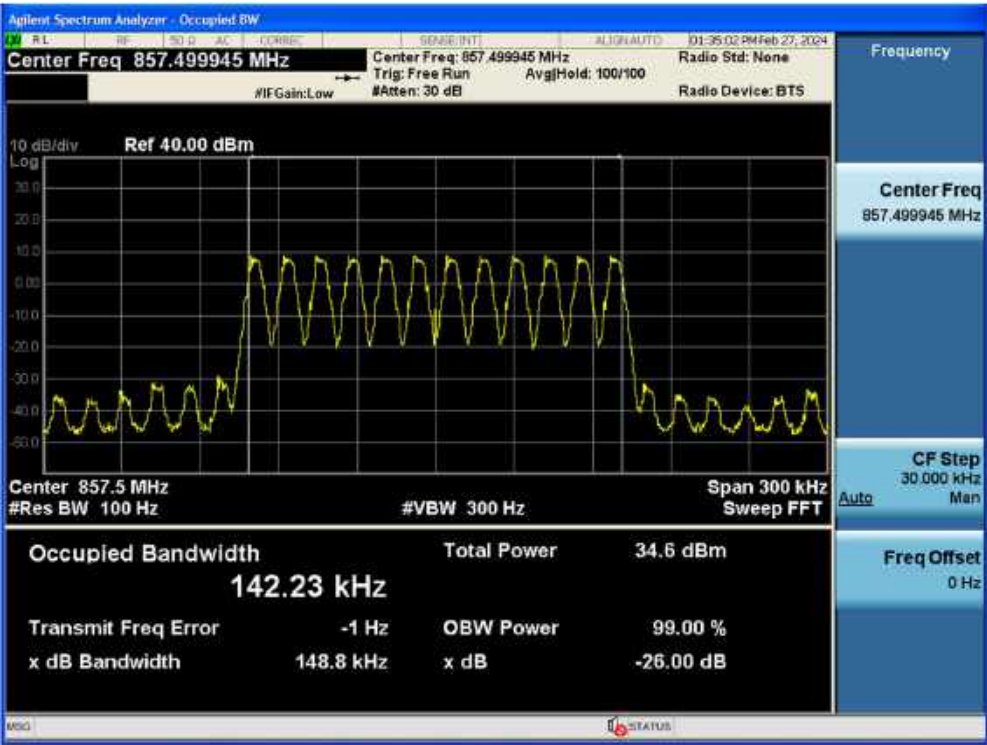 Agilent Spectrum Analyzer - Occupied BW
RL RF 50 Ω AC CORREC SENSE:INT ALIGN AUTO 01:35:02 PM Feb 27, 2024
Center Freq 857.499945 MHz
Center Freq: 857.499945 MHz Radio Std: None
Trig: Free Run Avg|Hold: 100/100
#IFGain:Low #Atten: 30 dB Radio Device: BTS
Frequency
10 dB/div Ref 40.00 dBm
Log
30.0
20.0
10.0
0.00
-10.0
-20.0
-30.0
-40.0
-50.0
Center Freq
857.499945 MHz
Center 857.5 MHz Span 300 kHz
#Res BW 100 Hz #VBW 300 Hz Sweep FFT
CF Step
30.000 kHz
Auto Man
Occupied Bandwidth Total Power 34.6 dBm
142.23 kHz
Transmit Freq Error -1 Hz OBW Power 99.00 %
x dB Bandwidth 148.8 kHz x dB -26.00 dB
Freq Offset
0 Hz
MSG STATUS